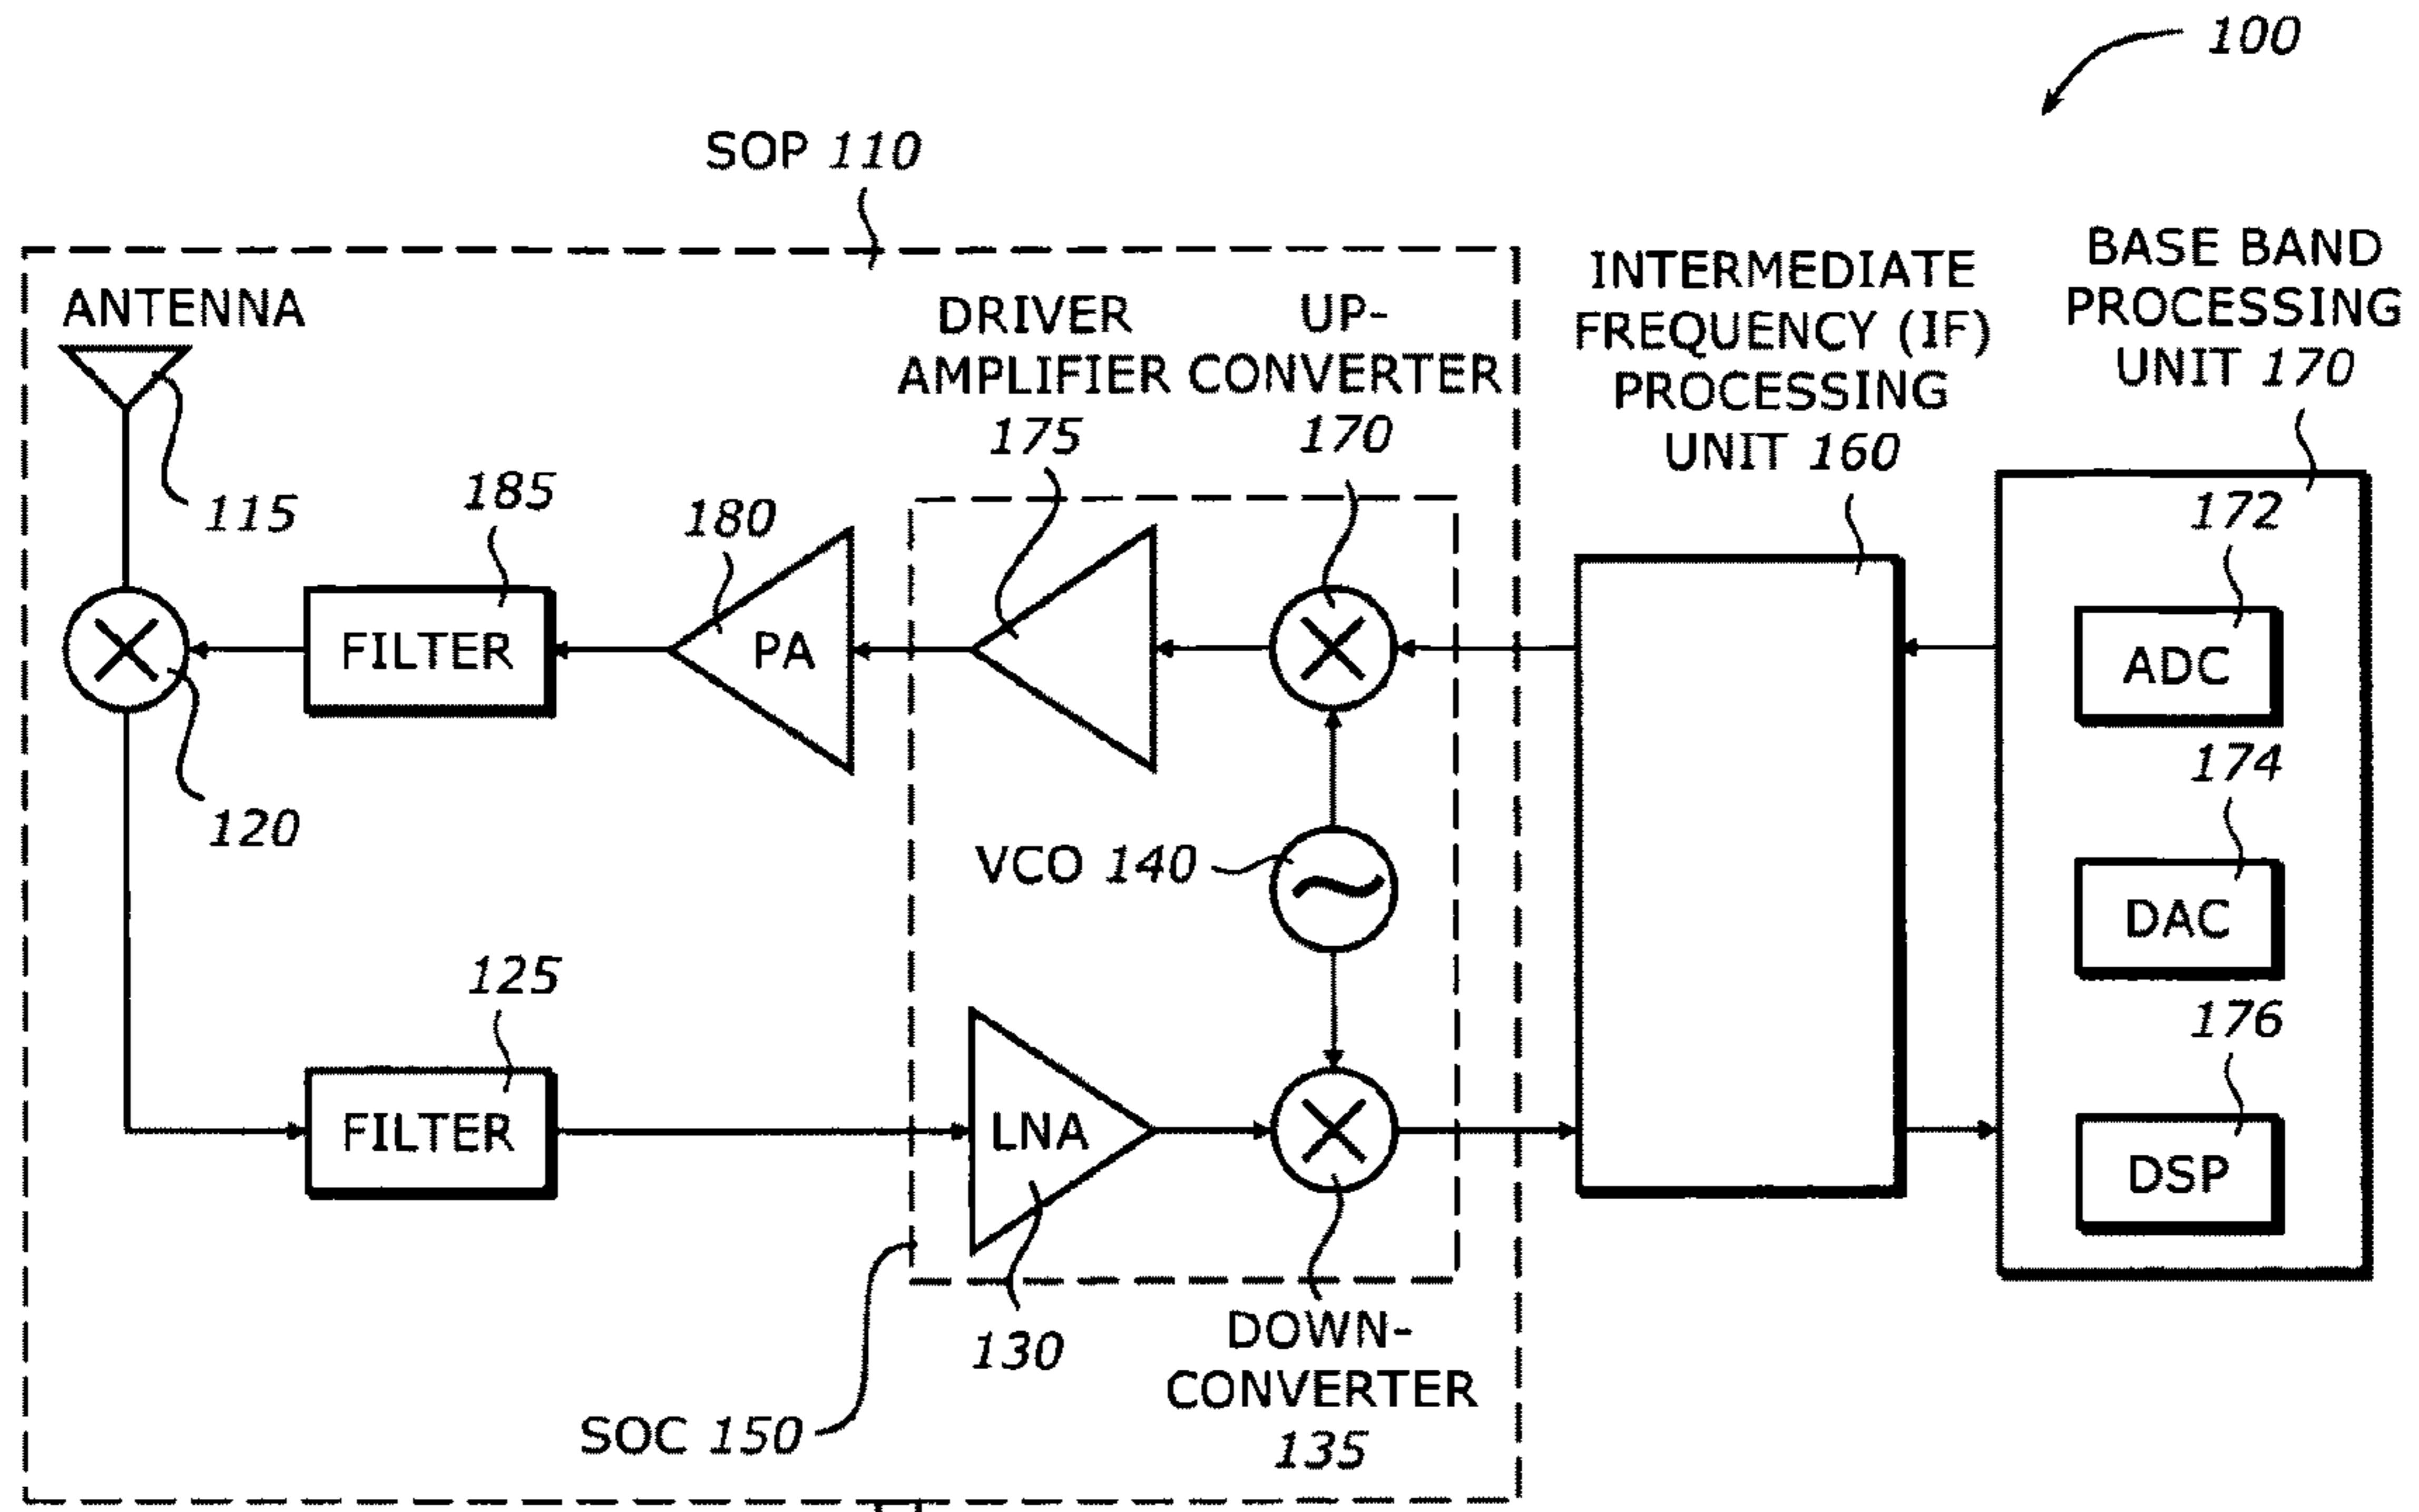 100
SOP 110
ANTENNA
115
DRIVER
AMPLIFIER
175
UP-
CONVERTER
170
INTERMEDIATE
FREQUENCY (IF)
PROCESSING
UNIT 160
BASE BAND
PROCESSING
UNIT 170
185
FILTER
180
PA
120
VCO 140
172
ADC
174
DAC
176
DSP
125
FILTER
LNA
130
DOWN-
CONVERTER
135
SOC 150